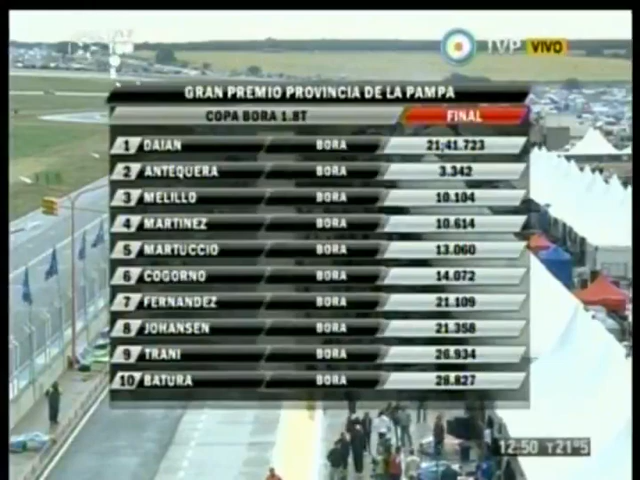 TVP VIVO
GRAN PREMIO PROVINCIA DE LA PAMPA
COPA BORA 1.8T FINAL
1 DAIAN BORA 21;41.723
2 ANTEQUERA BORA 3.342
3 MELILLO BORA 10.104
4 MARTINEZ BORA 10.614
5 MARTUCCIO BORA 13.060
6 COGORNO BORA 14.072
7 FERNANDEZ BORA 21.109
8 JOHANSEN BORA 21.358
9 TRANI BORA 26.934
10 BATURA BORA 28.827
12:50 T21°5